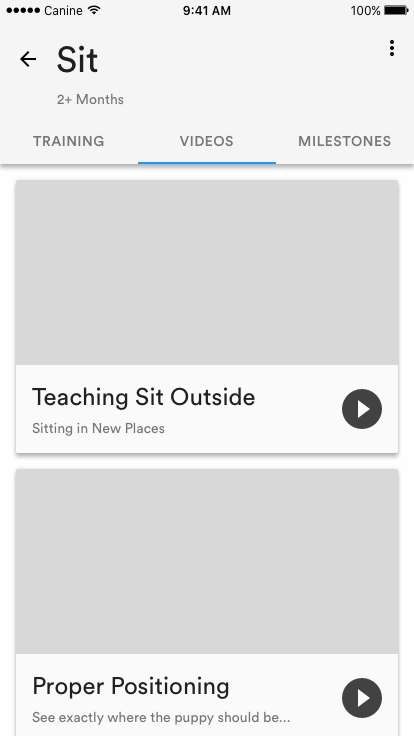 Canine 9:41 AM 100%
Sit
2+ Months
TRAINING VIDEOS MILESTONES
Teaching Sit Outside
Sitting in New Places
Proper Positioning
See exactly where the puppy should be...